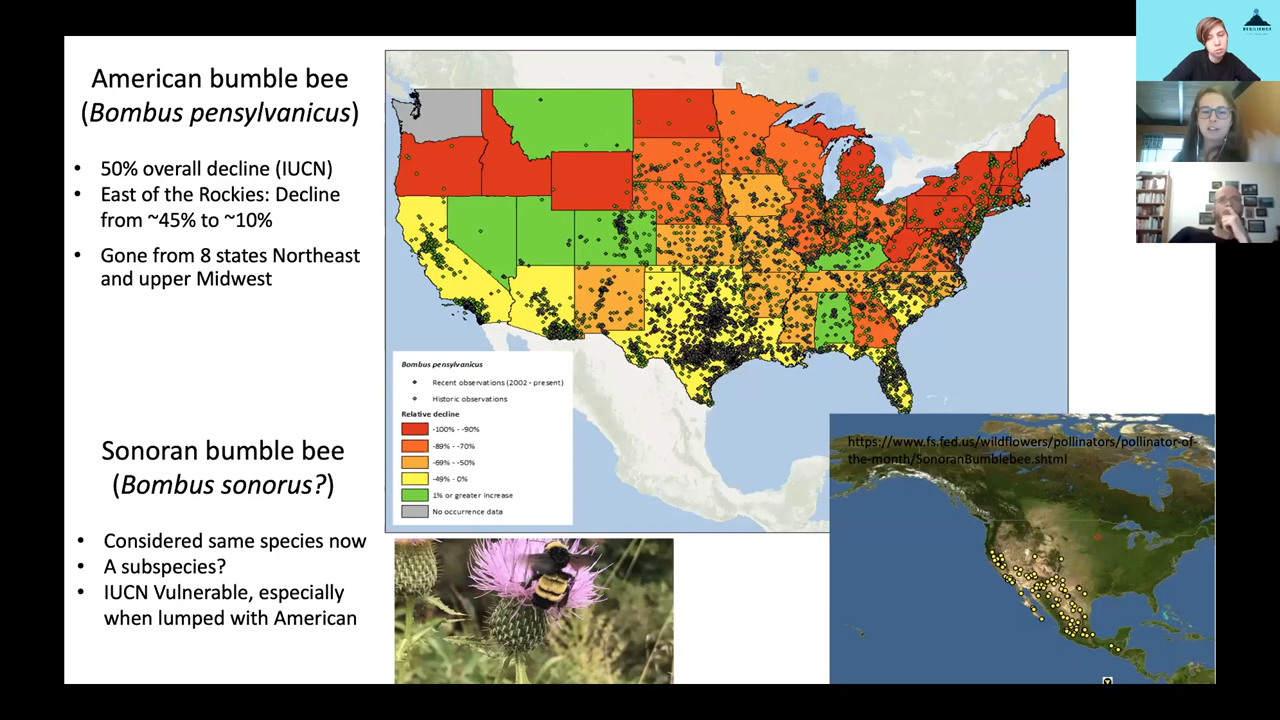 American bumble bee
(Bombus pensylvanicus)
• 50% overall decline (IUCN)
• East of the Rockies: Decline
from ~45% to ~10%
• Gone from 8 states Northeast
and upper Midwest
Sonoran bumble bee
(Bombus sonorus?)
• Considered same species now
• A subspecies?
• IUCN Vulnerable, especially
when lumped with American
Bombus pensylvanicus
Recent observations (2002 - present)
Historic observations
Relative decline
-100% - -90%
-89% - -70%
-69% - -50%
-49% - 0%
1% or greater increase
No occurrence data
https://www.fs.fed.us/wildflowers/pollinators/pollinator-of-
the-month/SonoranBumblebee.shtml
RESILIENCE